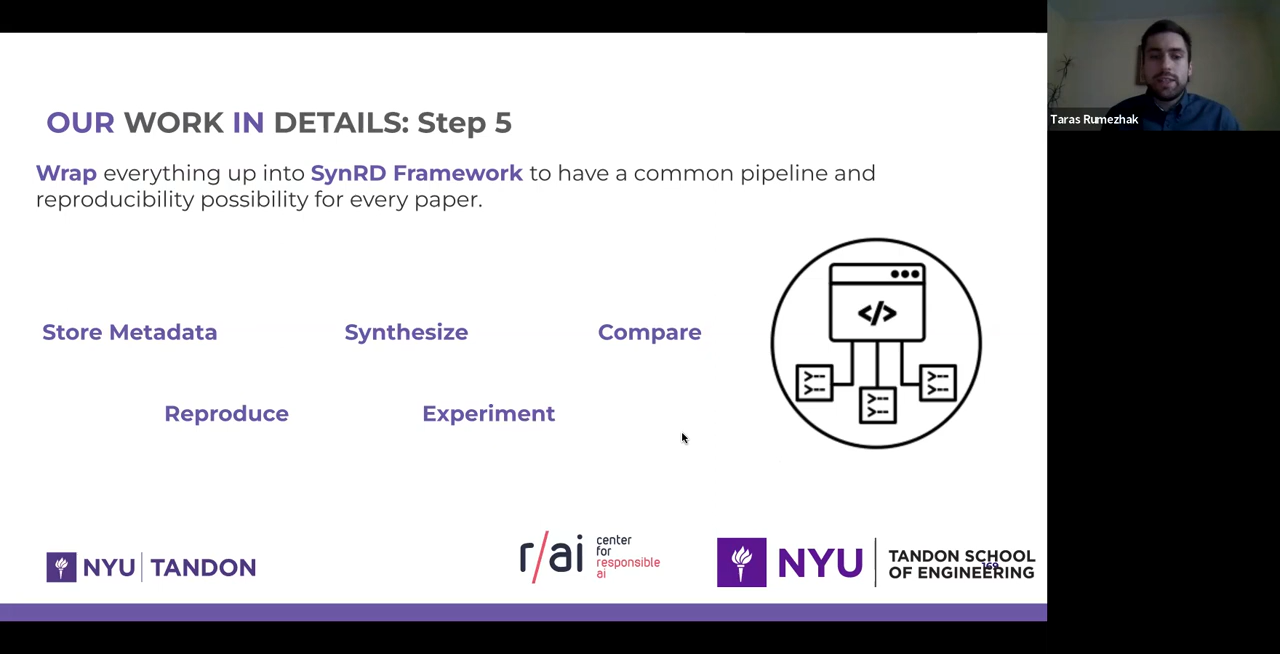 OUR WORK IN DETAILS: Step 5
Wrap everything up into SynRD Framework to have a common pipeline and
reproducibility possibility for every paper.
Store Metadata
Synthesize
Compare
Reproduce
Experiment
</>
>--
>--
>--
>--
>--
>--
NYU TANDON
r/ai
center
for
responsible
ai
NYU
TANDON SCHOOL
OF ENGINEERING
169
Taras Rumezhak